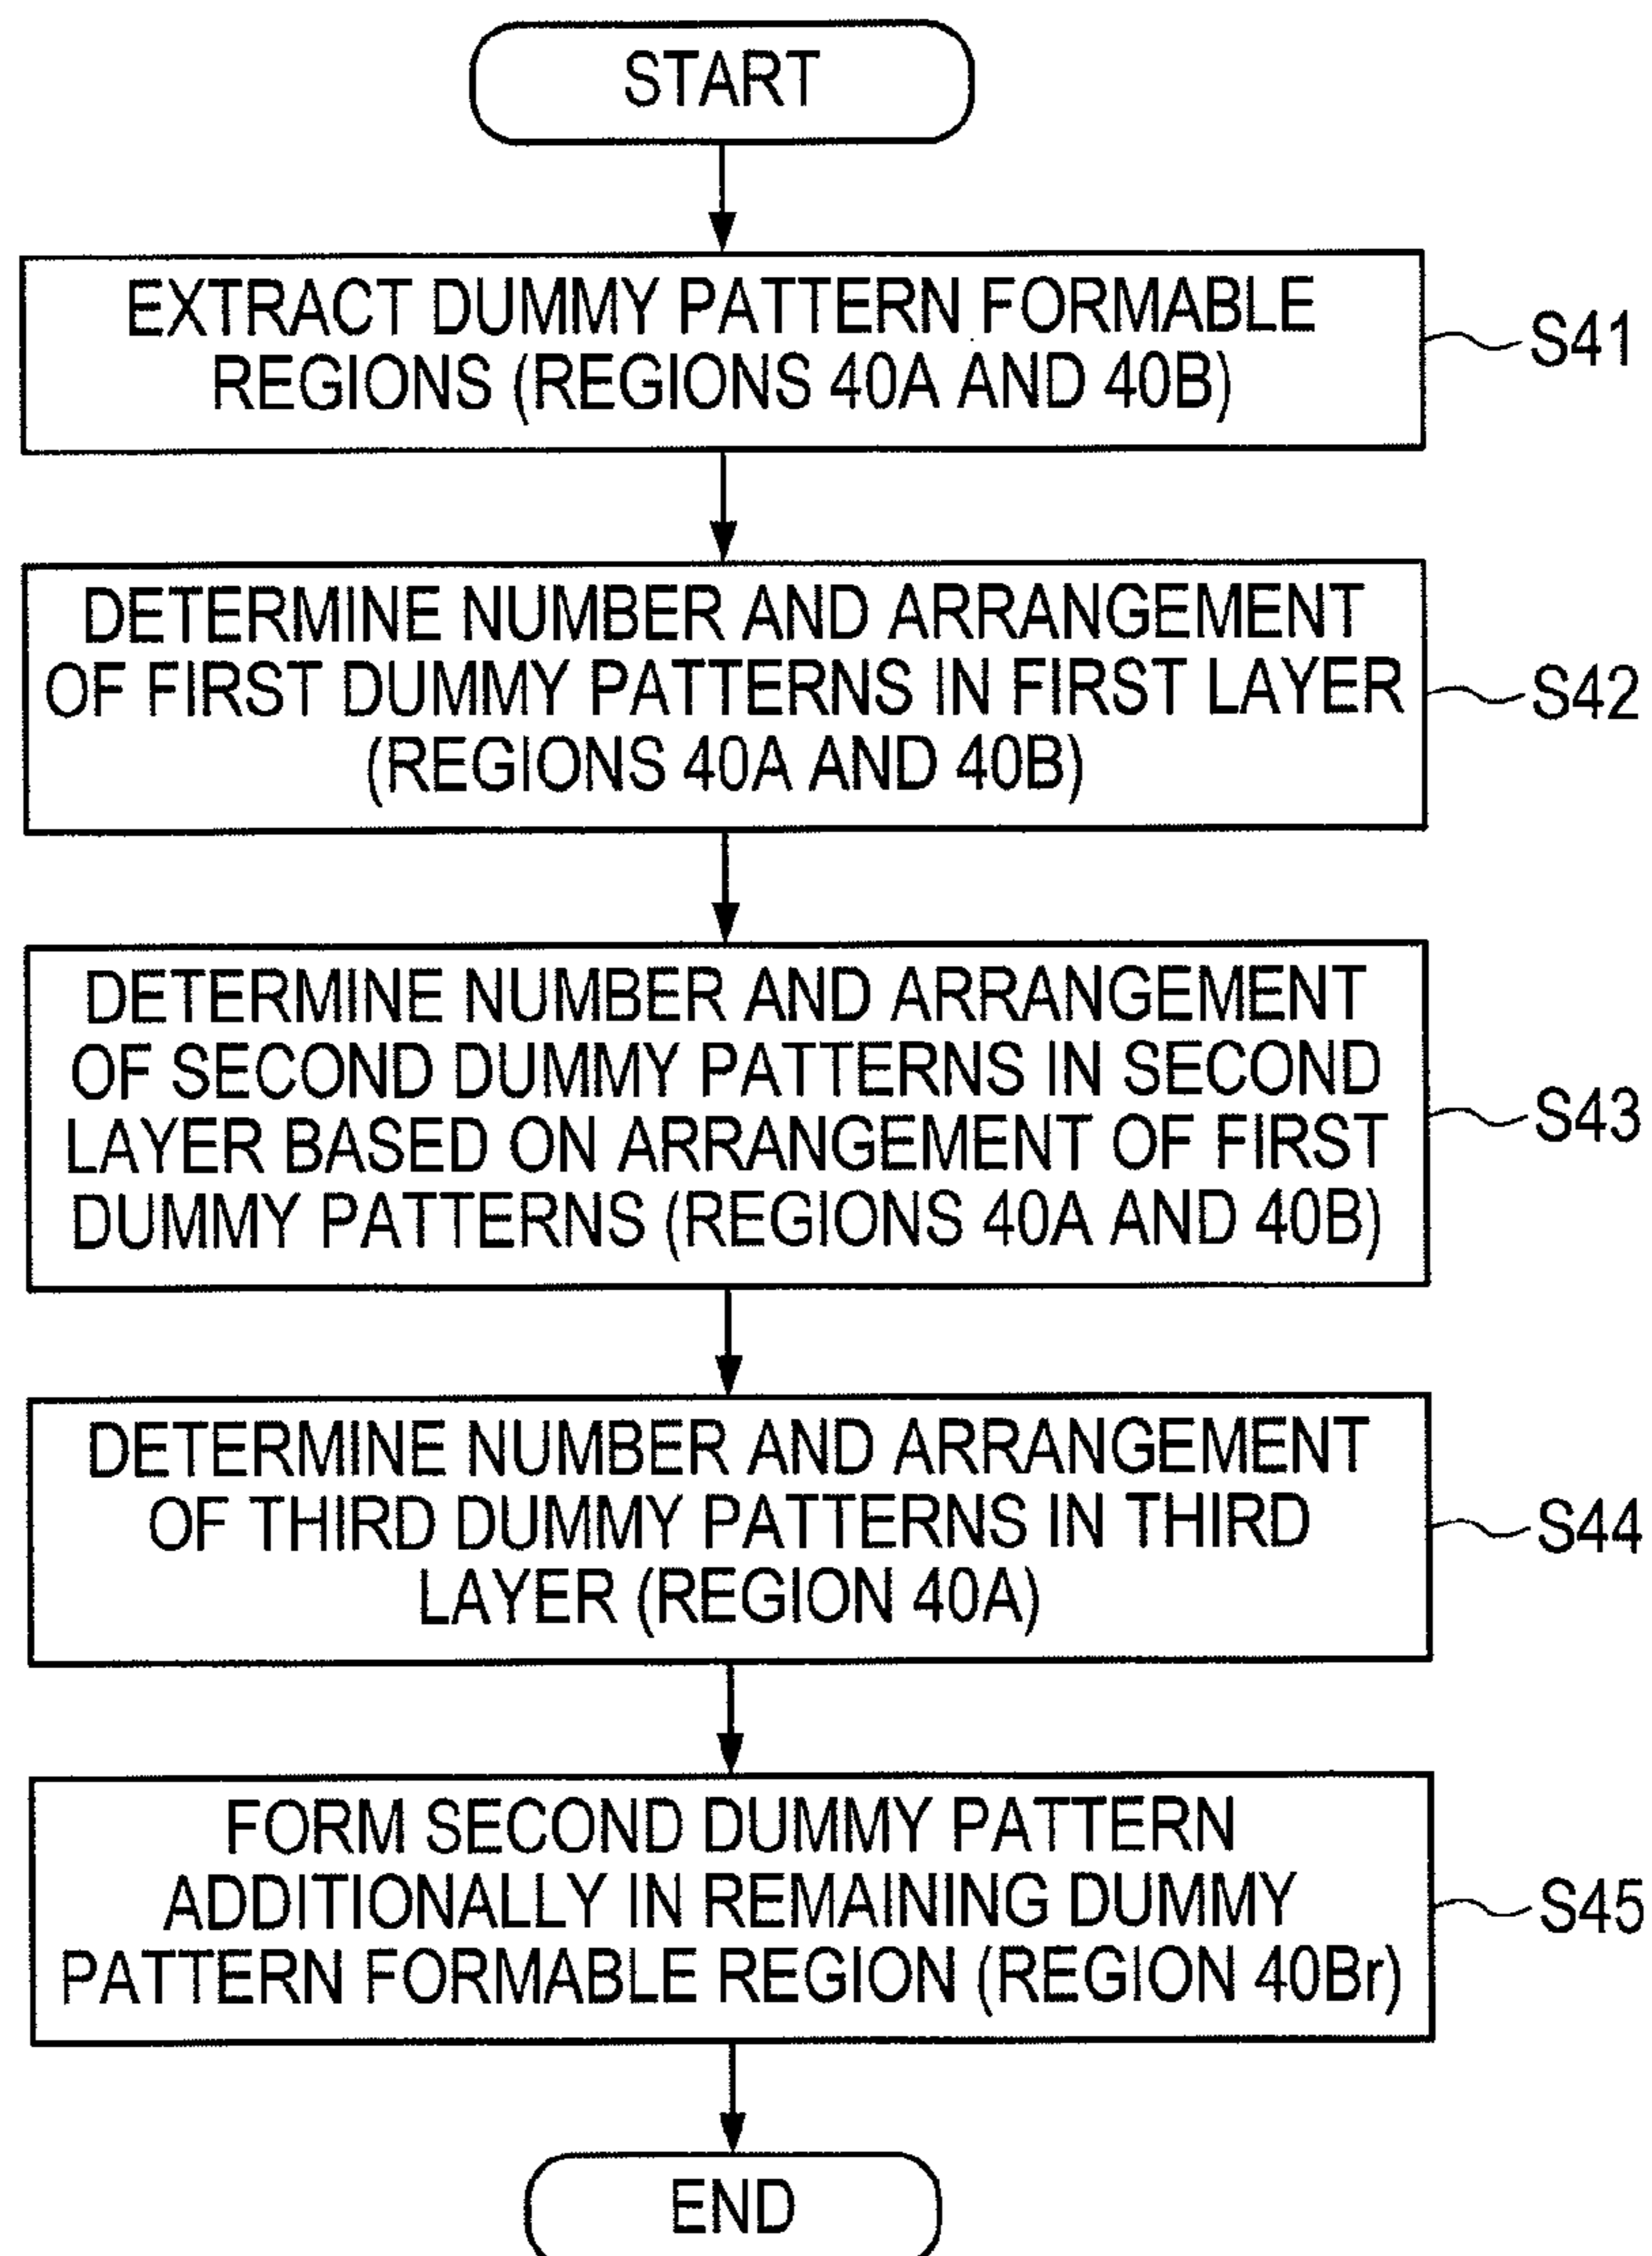 START
EXTRACT DUMMY PATTERN FORMABLE
REGIONS (REGIONS 40A AND 40B)
S41
DETERMINE NUMBER AND ARRANGEMENT
OF FIRST DUMMY PATTERNS IN FIRST LAYER
(REGIONS 40A AND 40B)
S42
DETERMINE NUMBER AND ARRANGEMENT
OF SECOND DUMMY PATTERNS IN SECOND
LAYER BASED ON ARRANGEMENT OF FIRST
DUMMY PATTERNS (REGIONS 40A AND 40B)
S43
DETERMINE NUMBER AND ARRANGEMENT
OF THIRD DUMMY PATTERNS IN THIRD
LAYER (REGION 40A)
S44
FORM SECOND DUMMY PATTERN
ADDITIONALLY IN REMAINING DUMMY
PATTERN FORMABLE REGION (REGION 40Br)
S45
END